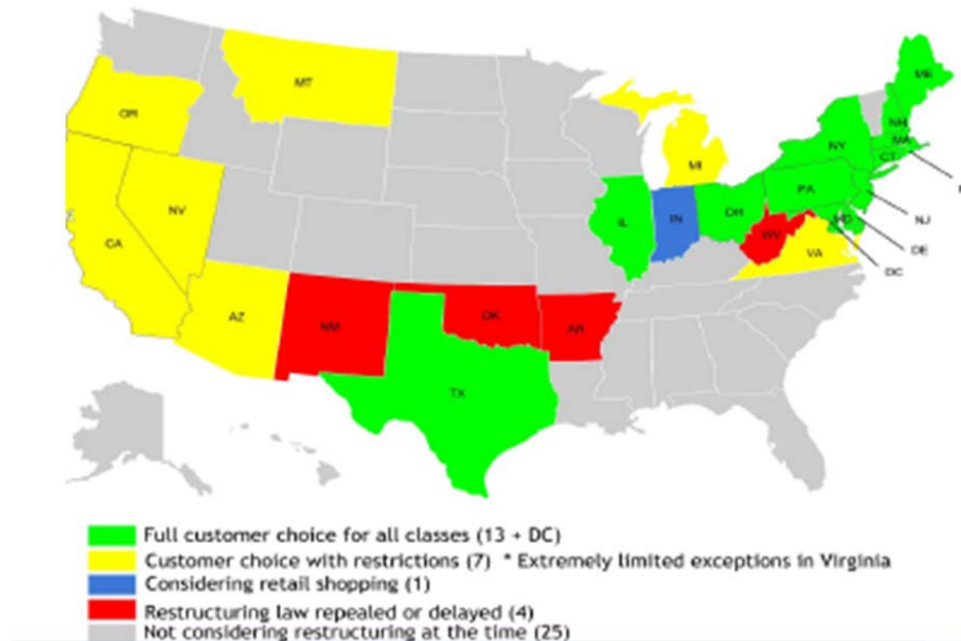 ME
MT
OR
NH
MA
NY
CT
MI
PA
NV
IL
IN
OH
NJ
MD
WV
CA
VA
DE
DC
AZ
NM
OK
AR
TX
Full customer choice for all classes (13 + DC)
Customer choice with restrictions (7) * Extremely limited exceptions in Virginia
Considering retail shopping (1)
Restructuring law repealed or delayed (4)
Not considering restructuring at the time (25)